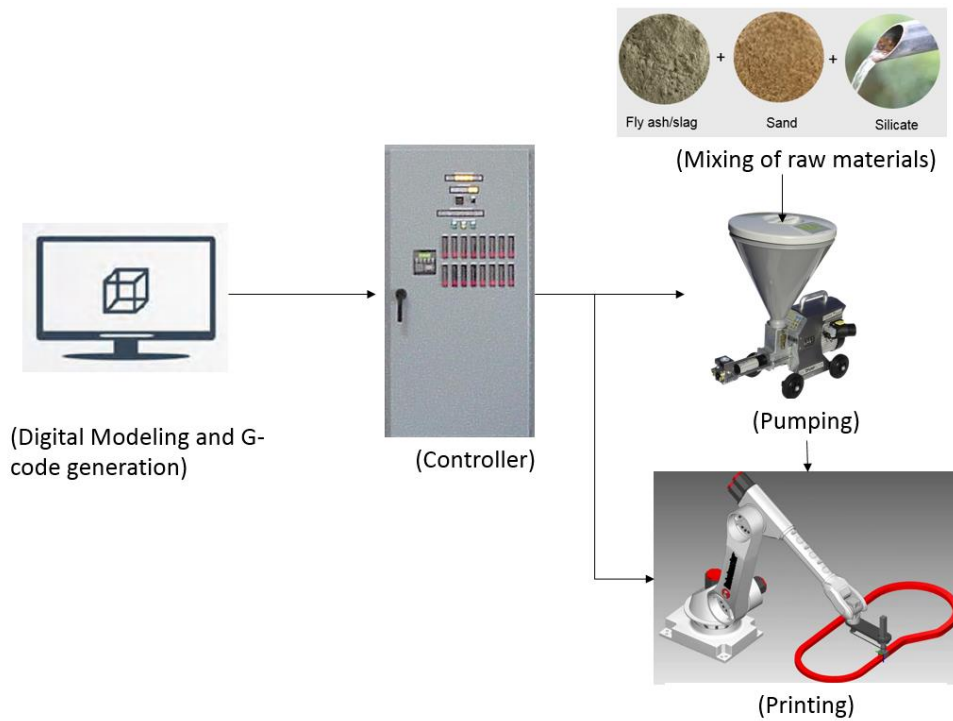 Fly ash/slag + Sand + Silicate
(Mixing of raw materials)
(Digital Modeling and G-
code generation)
(Controller)
(Pumping)
(Printing)